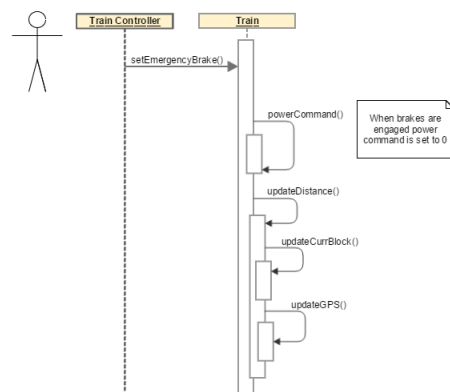 Train Controller
Train
setEmergencyBrake()
powerCommand()
When brakes are
engaged power
command is set to 0
updateDistance()
updateCurrBlock()
updateGPS()